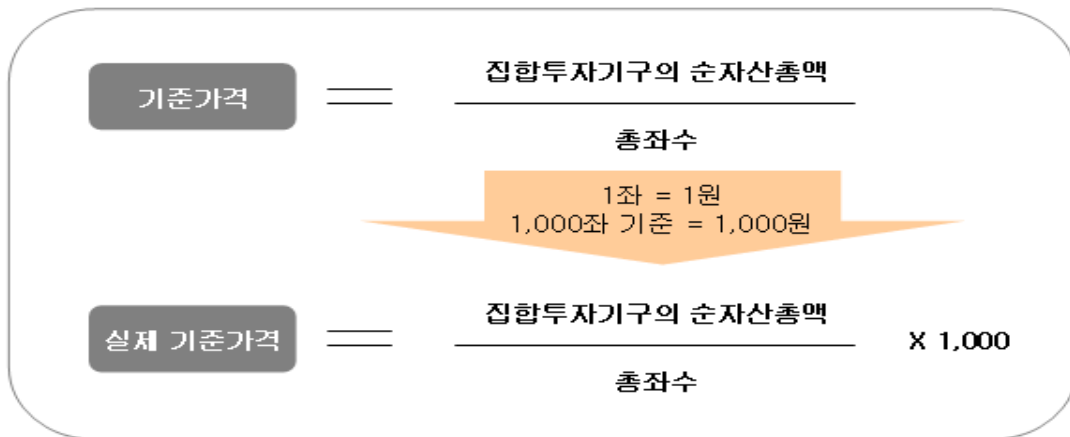 집합투자기구의 순자산총액
기준가격
총좌수
1좌 = 1원
1,000좌 기준 = 1,000원
집합투자기구의 순자산총액
실제 기준가격
X 1,000
총좌수